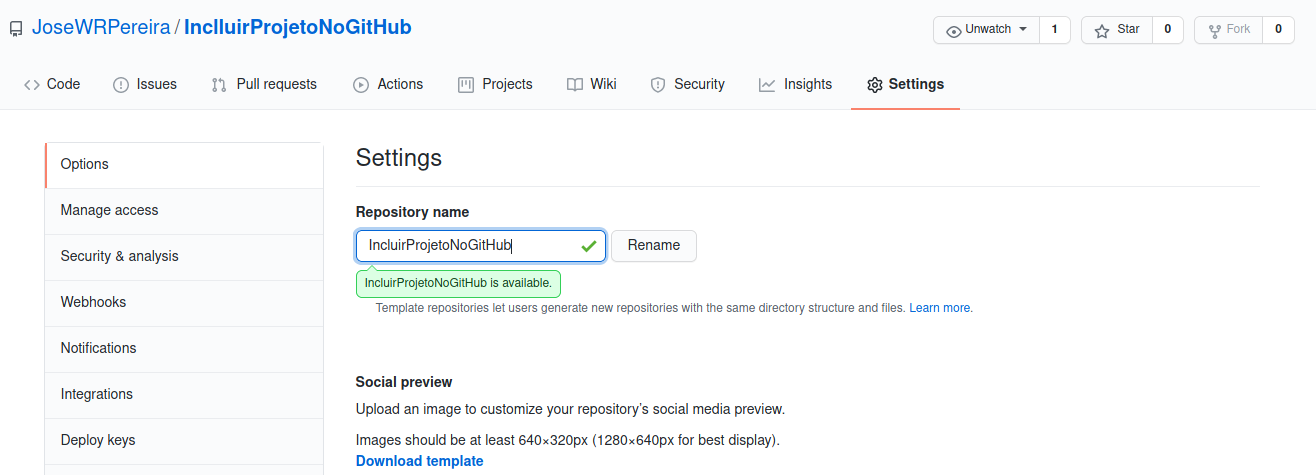 JoseWRPereira / InclluirProjetoNoGitHub
Unwatch 1 Star 0 Fork 0
Code Issues Pull requests Actions Projects Wiki Security Insights Settings
Options
Manage access
Security & analysis
Webhooks
Notifications
Integrations
Deploy keys
Settings
Repository name
IncluirProjetoNoGitHub Rename
IncluirProjetoNoGitHub is available.
Template repositories let users generate new repositories with the same directory structure and files. Learn more.
Social preview
Upload an image to customize your repository's social media preview.
Images should be at least 640×320px (1280×640px for best display).
Download template